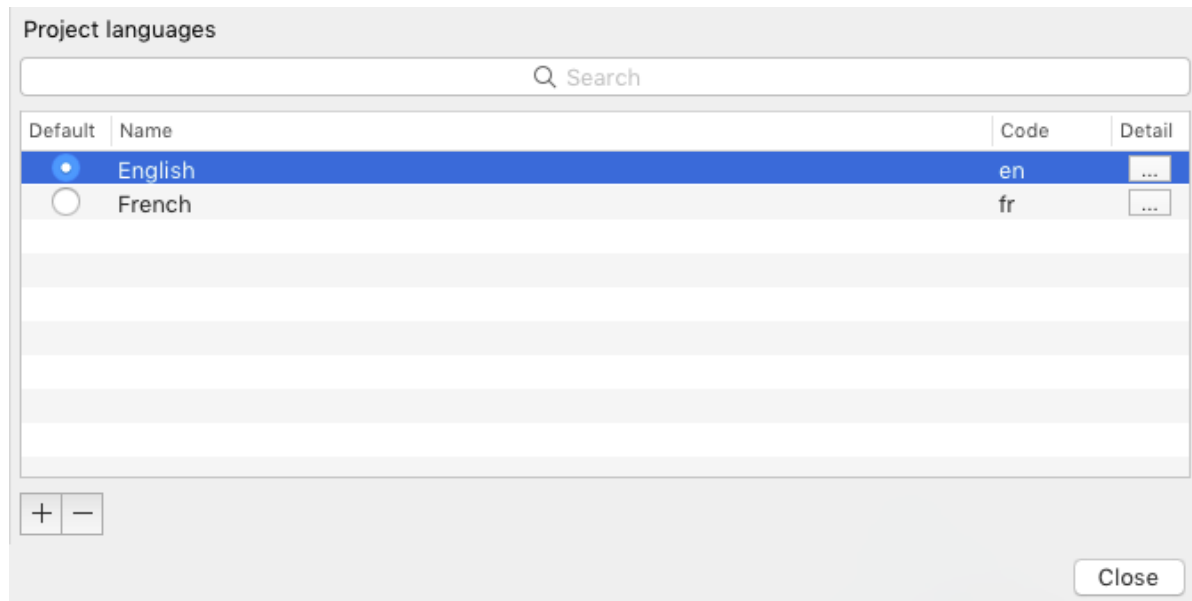 Project languages
Search
Default Name Code Detail
English en ...
French fr ...
+ −
Close